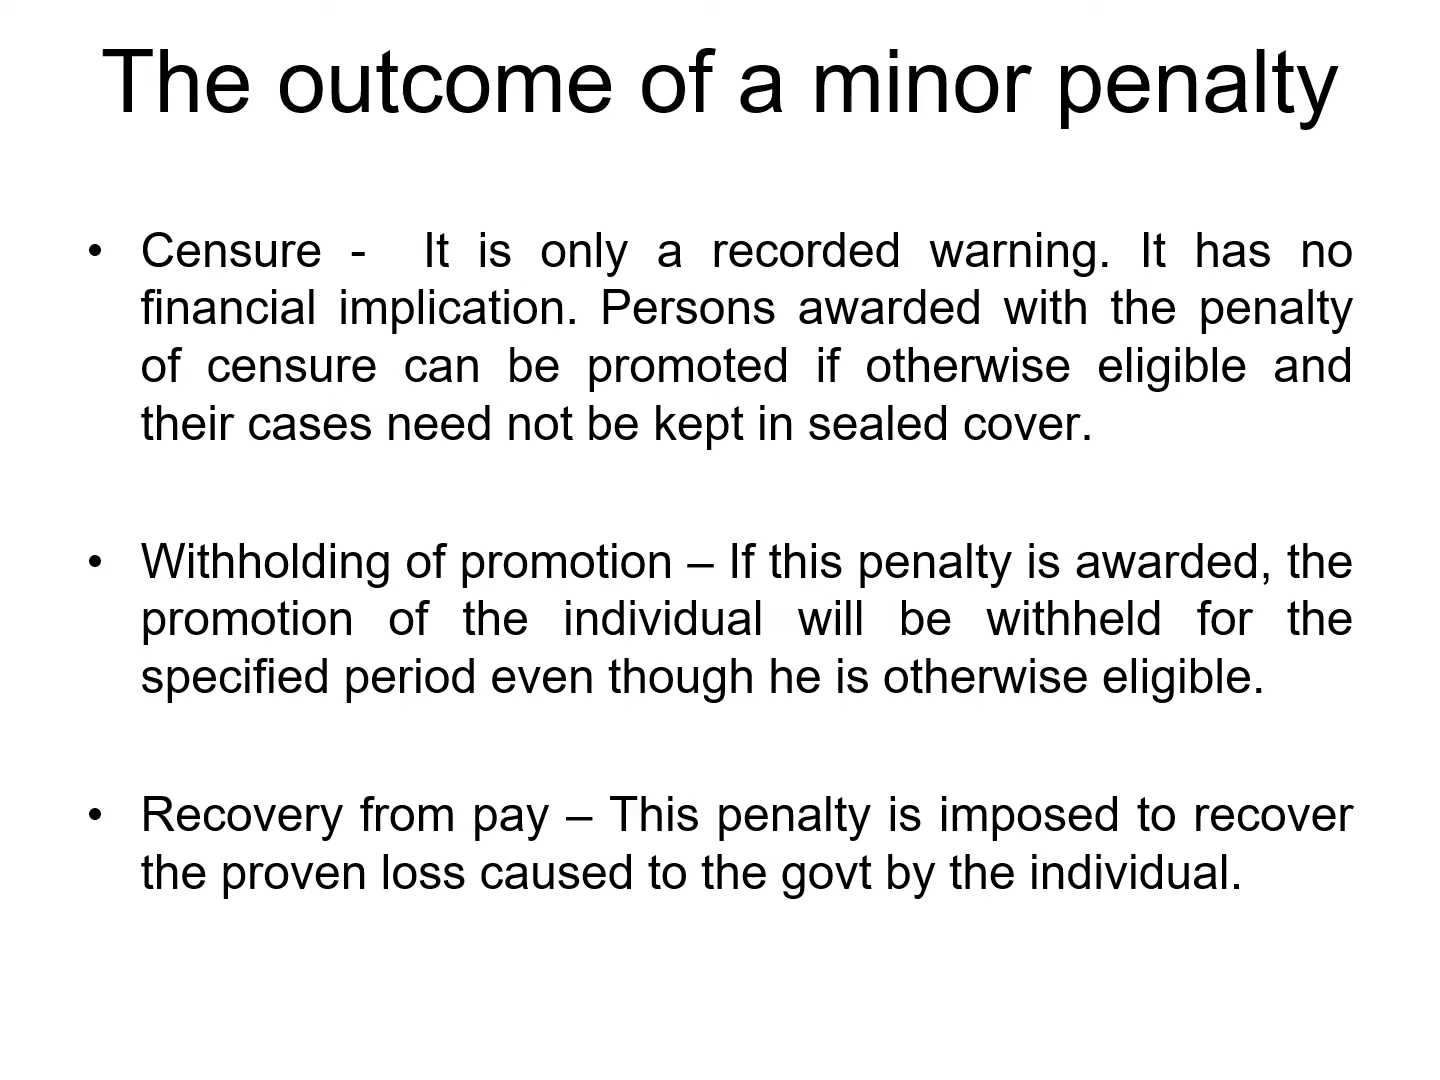 The outcome of a minor penalty
• Censure - It is only a recorded warning. It has no
financial implication. Persons awarded with the penalty
of censure can be promoted if otherwise eligible and
their cases need not be kept in sealed cover.
• Withholding of promotion – If this penalty is awarded, the
promotion of the individual will be withheld for the
specified period even though he is otherwise eligible.
• Recovery from pay – This penalty is imposed to recover
the proven loss caused to the govt by the individual.